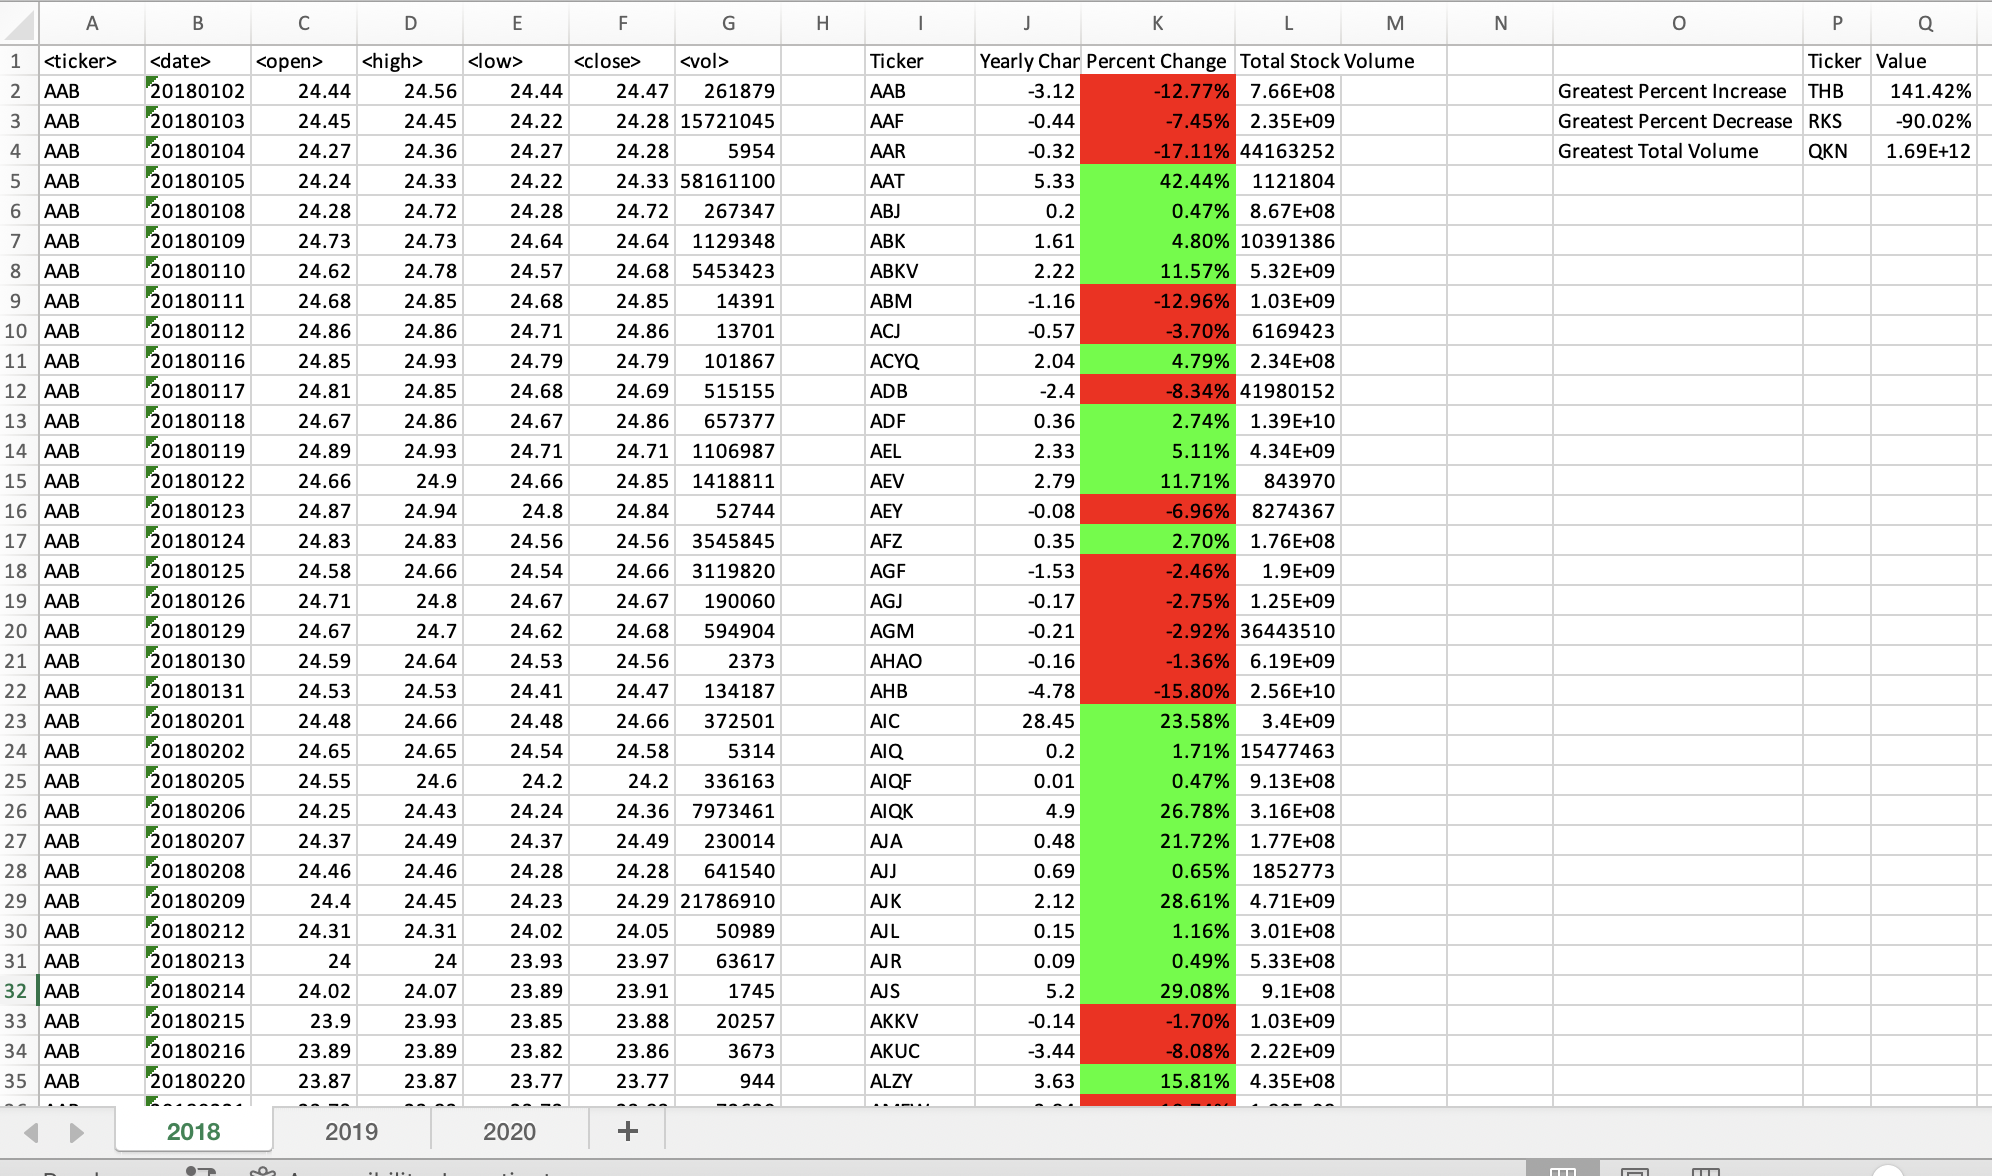 A B C D E F G H I J K L M N O P Q
1 <ticker> <date> <open> <high> <low> <close> <vol> Ticker Yearly Char Percent Change Total Stock Volume Ticker Value
2 AAB 20180102 24.44 24.56 24.44 24.47 261879 AAB -3.12 -12.77% 7.66E+08 Greatest Percent Increase THB 141.42%
3 AAB 20180103 24.45 24.45 24.22 24.28 15721045 AAF -0.44 -7.45% 2.35E+09 Greatest Percent Decrease RKS -90.02%
4 AAB 20180104 24.27 24.36 24.27 24.28 5954 AAR -0.32 -17.11% 44163252 Greatest Total Volume QKN 1.69E+12
5 AAB 20180105 24.24 24.33 24.22 24.33 58161100 AAT 5.33 42.44% 1121804
6 AAB 20180108 24.28 24.72 24.28 24.72 267347 ABJ 0.2 0.47% 8.67E+08
7 AAB 20180109 24.73 24.73 24.64 24.64 1129348 ABK 1.61 4.80% 10391386
8 AAB 20180110 24.62 24.78 24.57 24.68 5453423 ABKV 2.22 11.57% 5.32E+09
9 AAB 20180111 24.68 24.85 24.68 24.85 14391 ABM -1.16 -12.96% 1.03E+09
10 AAB 20180112 24.86 24.86 24.71 24.86 13701 ACJ -0.57 -3.70% 6169423
11 AAB 20180116 24.85 24.93 24.79 24.79 101867 ACYQ 2.04 4.79% 2.34E+08
12 AAB 20180117 24.81 24.85 24.68 24.69 515155 ADB -2.4 -8.34% 41980152
13 AAB 20180118 24.67 24.86 24.67 24.86 657377 ADF 0.36 2.74% 1.39E+10
14 AAB 20180119 24.89 24.93 24.71 24.71 1106987 AEL 2.33 5.11% 4.34E+09
15 AAB 20180122 24.66 24.9 24.66 24.85 1418811 AEV 2.79 11.71% 843970
16 AAB 20180123 24.87 24.94 24.8 24.84 52744 AEY -0.08 -6.96% 8274367
17 AAB 20180124 24.83 24.83 24.56 24.56 3545845 AFZ 0.35 2.70% 1.76E+08
18 AAB 20180125 24.58 24.66 24.54 24.66 3119820 AGF -1.53 -2.46% 1.9E+09
19 AAB 20180126 24.71 24.8 24.67 24.67 190060 AGJ -0.17 -2.75% 1.25E+09
20 AAB 20180129 24.67 24.7 24.62 24.68 594904 AGM -0.21 -2.92% 36443510
21 AAB 20180130 24.59 24.64 24.53 24.56 2373 AHAO -0.16 -1.36% 6.19E+09
22 AAB 20180131 24.53 24.53 24.41 24.47 134187 AHB -4.78 -15.80% 2.56E+10
23 AAB 20180201 24.48 24.66 24.48 24.66 372501 AIC 28.45 23.58% 3.4E+09
24 AAB 20180202 24.65 24.65 24.54 24.58 5314 AIQ 0.2 1.71% 15477463
25 AAB 20180205 24.55 24.6 24.2 24.2 336163 AIQF 0.01 0.47% 9.13E+08
26 AAB 20180206 24.25 24.43 24.24 24.36 7973461 AIQK 4.9 26.78% 3.16E+08
27 AAB 20180207 24.37 24.49 24.37 24.49 230014 AJA 0.48 21.72% 1.77E+08
28 AAB 20180208 24.46 24.46 24.28 24.28 641540 AJJ 0.69 0.65% 1852773
29 AAB 20180209 24.4 24.45 24.23 24.29 21786910 AJK 2.12 28.61% 4.71E+09
30 AAB 20180212 24.31 24.31 24.02 24.05 50989 AJL 0.15 1.16% 3.01E+08
31 AAB 20180213 24 24 23.93 23.97 63617 AJR 0.09 0.49% 5.33E+08
32 AAB 20180214 24.02 24.07 23.89 23.91 1745 AJS 5.2 29.08% 9.1E+08
33 AAB 20180215 23.9 23.93 23.85 23.88 20257 AKKV -0.14 -1.70% 1.03E+09
34 AAB 20180216 23.89 23.89 23.82 23.86 3673 AKUC -3.44 -8.08% 2.22E+09
35 AAB 20180220 23.87 23.87 23.77 23.77 944 ALZY 3.63 15.81% 4.35E+08
2018 2019 2020 +